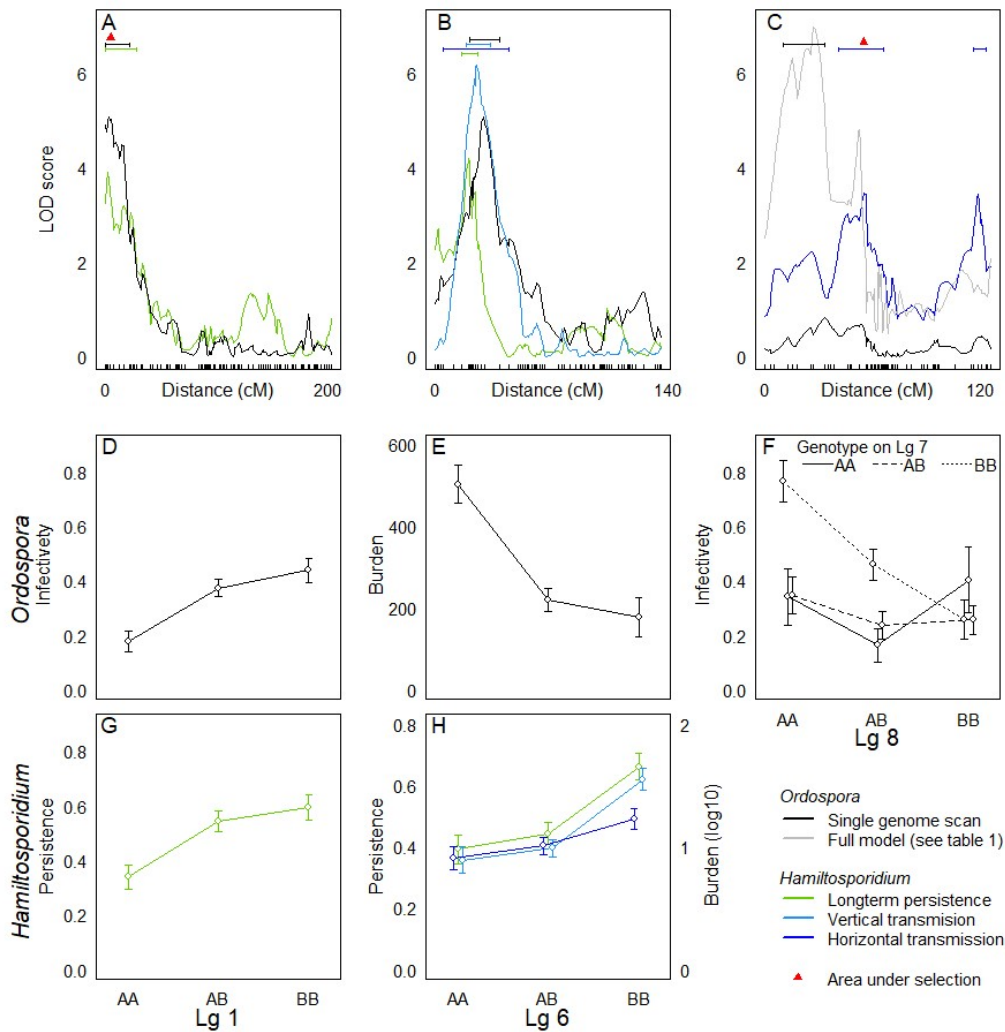 A
B
C
LOD score
6
4
2
0
6
4
2
0
6
4
2
0
Distance (cM)
200
Distance (cM)
140
0
Distance (cM)
120
Ordospora
Infectivety
D
0.8
0.6
0.4
0.2
0.0
E
Burden
600
400
200
0
F
Genotype on Lg 7
AA
AB
BB
Infectivety
0.8
0.6
0.4
0.2
0.0
AA
AB
BB
Lg 8
Hamiltosporidium
Persistence
G
0.8
0.6
0.4
0.2
0.0
AA
AB
BB
Lg 1
H
Persistence
0.8
0.6
0.4
0.2
0.0
2
1
0
Burden (log10)
AA
AB
BB
Lg 6
Ordospora
Single genome scan
Full model (see table 1)
Hamiltosporidium
Longterm persistence
Vertical transmision
Horizontal transmission
Area under selection